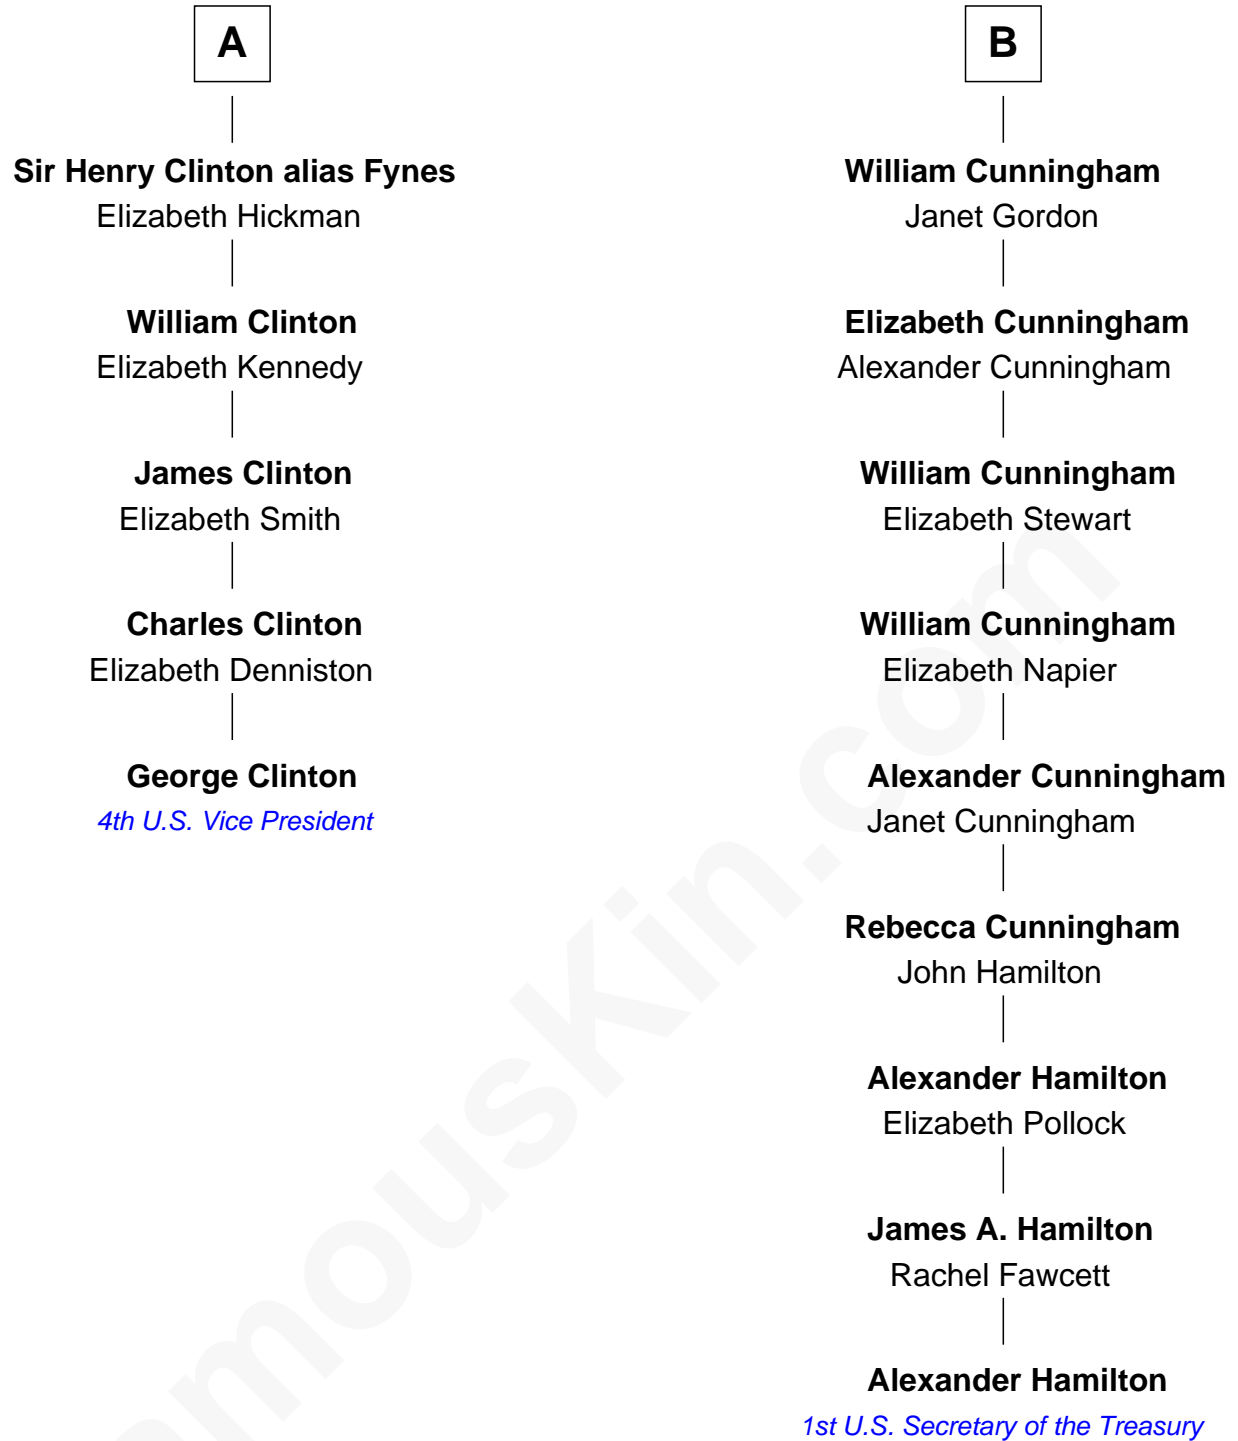 A
Sir Henry Clinton alias Fynes
Elizabeth Hickman
William Clinton
Elizabeth Kennedy
James Clinton
Elizabeth Smith
Charles Clinton
Elizabeth Denniston
George Clinton
4th U.S. Vice President
B
William Cunningham
Janet Gordon
Elizabeth Cunningham
Alexander Cunningham
William Cunningham
Elizabeth Stewart
William Cunningham
Elizabeth Napier
Alexander Cunningham
Janet Cunningham
Rebecca Cunningham
John Hamilton
Alexander Hamilton
Elizabeth Pollock
James A. Hamilton
Rachel Fawcett
Alexander Hamilton
1st U.S. Secretary of the Treasury
amousKin.com